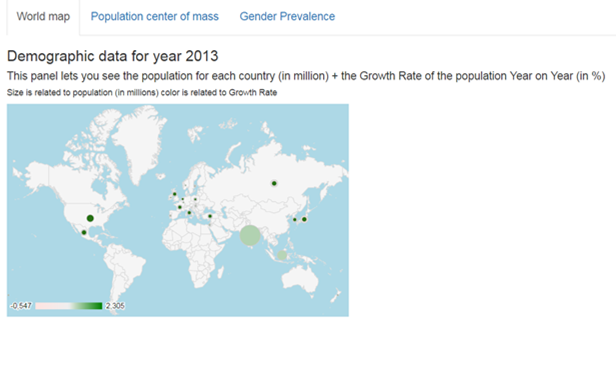 World map Population center of mass Gender Prevalence
Demographic data for year 2013
This panel lets you see the population for each country (in million) + the Growth Rate of the population Year on Year (in %)
Size is related to population (in millions) color is related to Growth Rate
-0.547 2.305